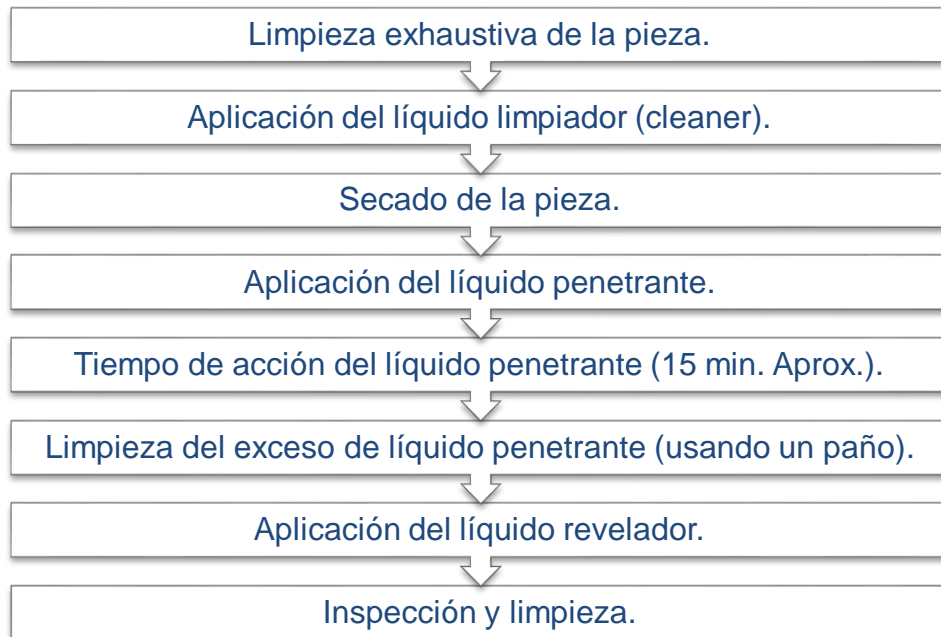 Limpieza exhaustiva de la pieza.
Aplicación del líquido limpiador (cleaner).
Secado de la pieza.
Aplicación del líquido penetrante.
Tiempo de acción del líquido penetrante (15 min. Aprox.).
Limpieza del exceso de líquido penetrante (usando un paño).
Aplicación del líquido revelador.
Inspección y limpieza.